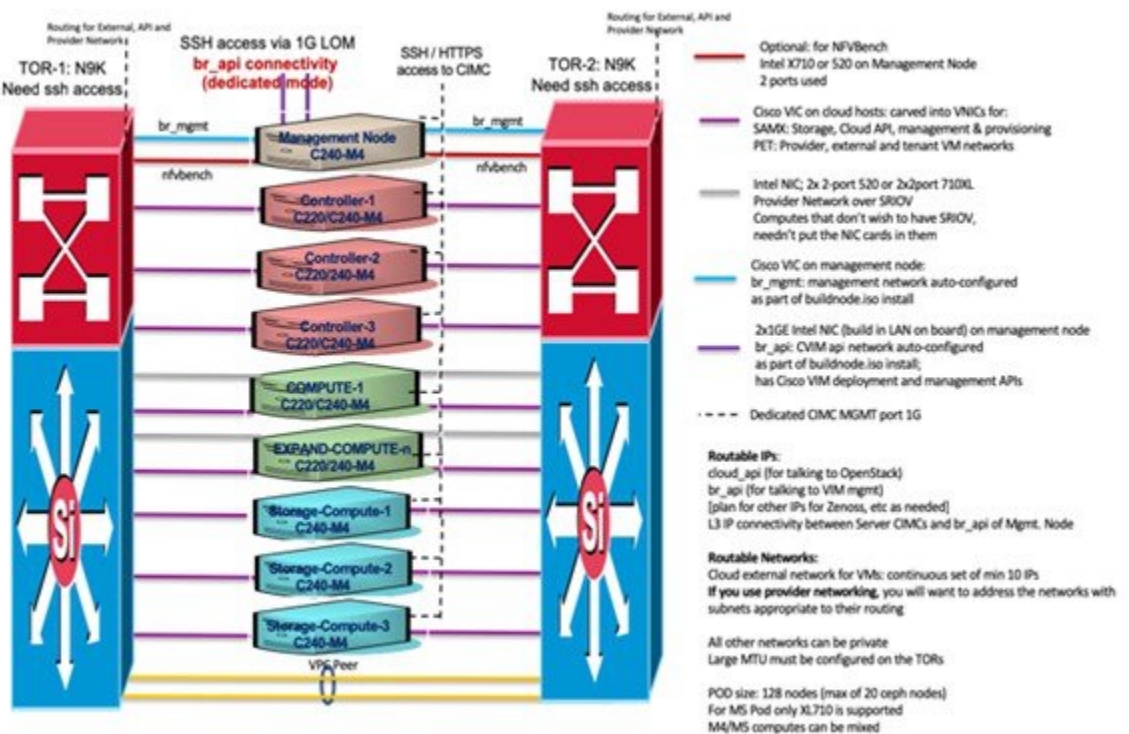 Routing for External, API and
Provider Network
TOR-1: N9K
Need ssh access
SSH access via 1G LOM
br_api connectivity
(dedicated mode)
SSH / HTTPS
access to CIMC
Routing for External, API and
Provider Network
TOR-2: N9K
Need ssh access
br_mgmt
br_mgmt
Management Node
C240-M4
nfvbench
nfvbench
Controller-1
C220/C240-M4
Controller-2
C220/240-M4
Controller-3
C220/C240-M4
COMPUTE-1
C220/C240-M4
EXPAND-COMPUTE-n
C220/240-M4
Storage-Compute-1
C240-M4
Storage-Compute-2
C240-M4
Storage-Compute-3
C240-M4
VPC Peer
Si
Si
Optional: for NFVBench
Intel X710 or 520 on Management Node
2 ports used
Cisco VIC on cloud hosts: carved into VNICs for:
SAMX: Storage, Cloud API, management & provisioning
PET: Provider, external and tenant VM networks
Intel NIC; 2x 2-port 520 or 2x2port 710XL
Provider Network over SRIOV
Computes that don't wish to have SRIOV,
needn't put the NIC cards in them
Cisco VIC on management node:
br_mgmt: management network auto-configured
as part of buildnode.iso install
2x1GE Intel NIC (build in LAN on board) on management node
br_api: CVIM api network auto-configured
as part of buildnode.iso install;
has Cisco VIM deployment and management APIs
Dedicated CIMC MGMT port 1G
Routable IPs:
cloud_api (for talking to OpenStack)
br_api (for talking to VIM mgmt)
[plan for other IPs for Zenoss, etc as needed]
L3 IP connectivity between Server CIMCs and br_api of Mgmt. Node
Routable Networks:
Cloud external network for VMs: continuous set of min 10 IPs
If you use provider networking, you will want to address the networks with
subnets appropriate to their routing
All other networks can be private
Large MTU must be configured on the TORs
POD size: 128 nodes (max of 20 ceph nodes)
For M5 Pod only XL710 is supported
M4/M5 computes can be mixed